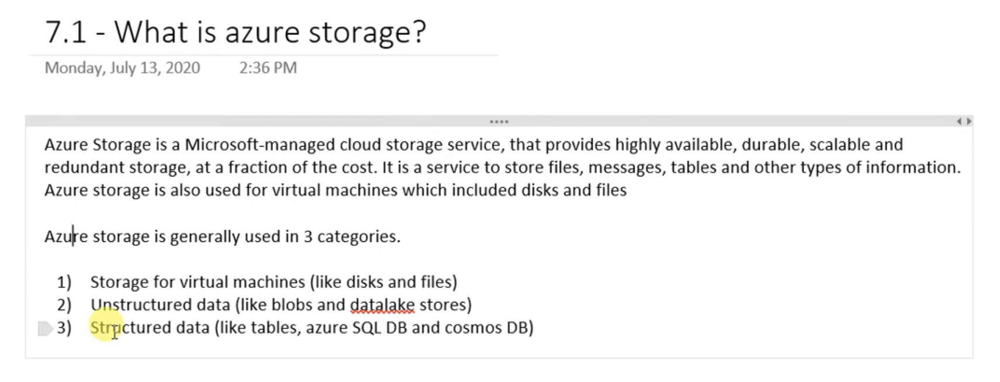 7.1 - What is azure storage?
Monday, July 13, 2020 2:36 PM
Azure Storage is a Microsoft-managed cloud storage service, that provides highly available, durable, scalable and
redundant storage, at a fraction of the cost. It is a service to store files, messages, tables and other types of information.
Azure storage is also used for virtual machines which included disks and files
Azure storage is generally used in 3 categories.
1) Storage for virtual machines (like disks and files)
2) Unstructured data (like blobs and datalake stores)
3) Structured data (like tables, azure SQL DB and cosmos DB)